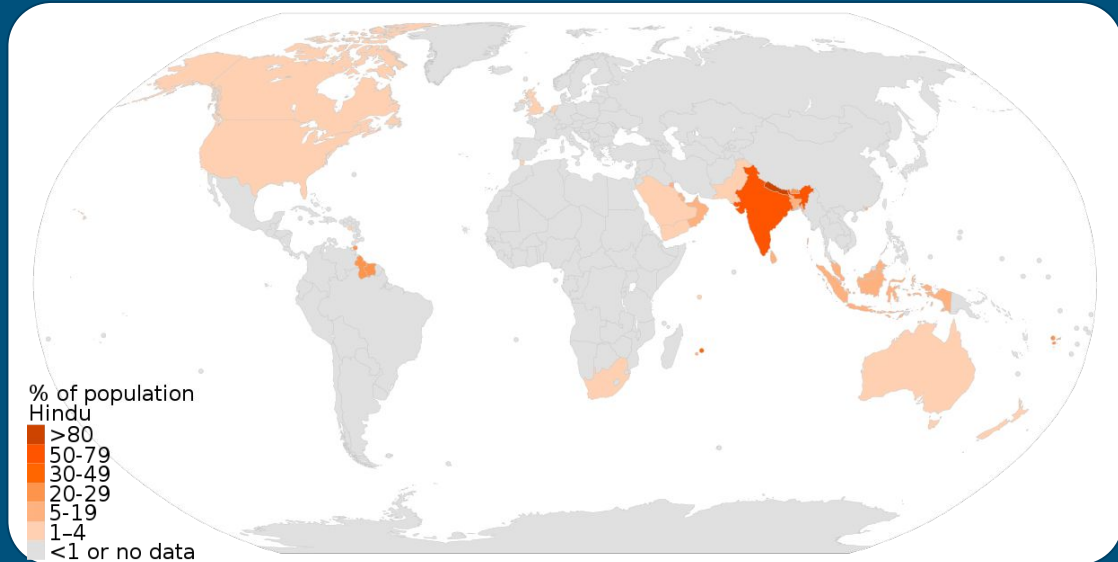 % of population
Hindu
>80
50-79
30-49
20-29
5-19
1–4
<1 or no data